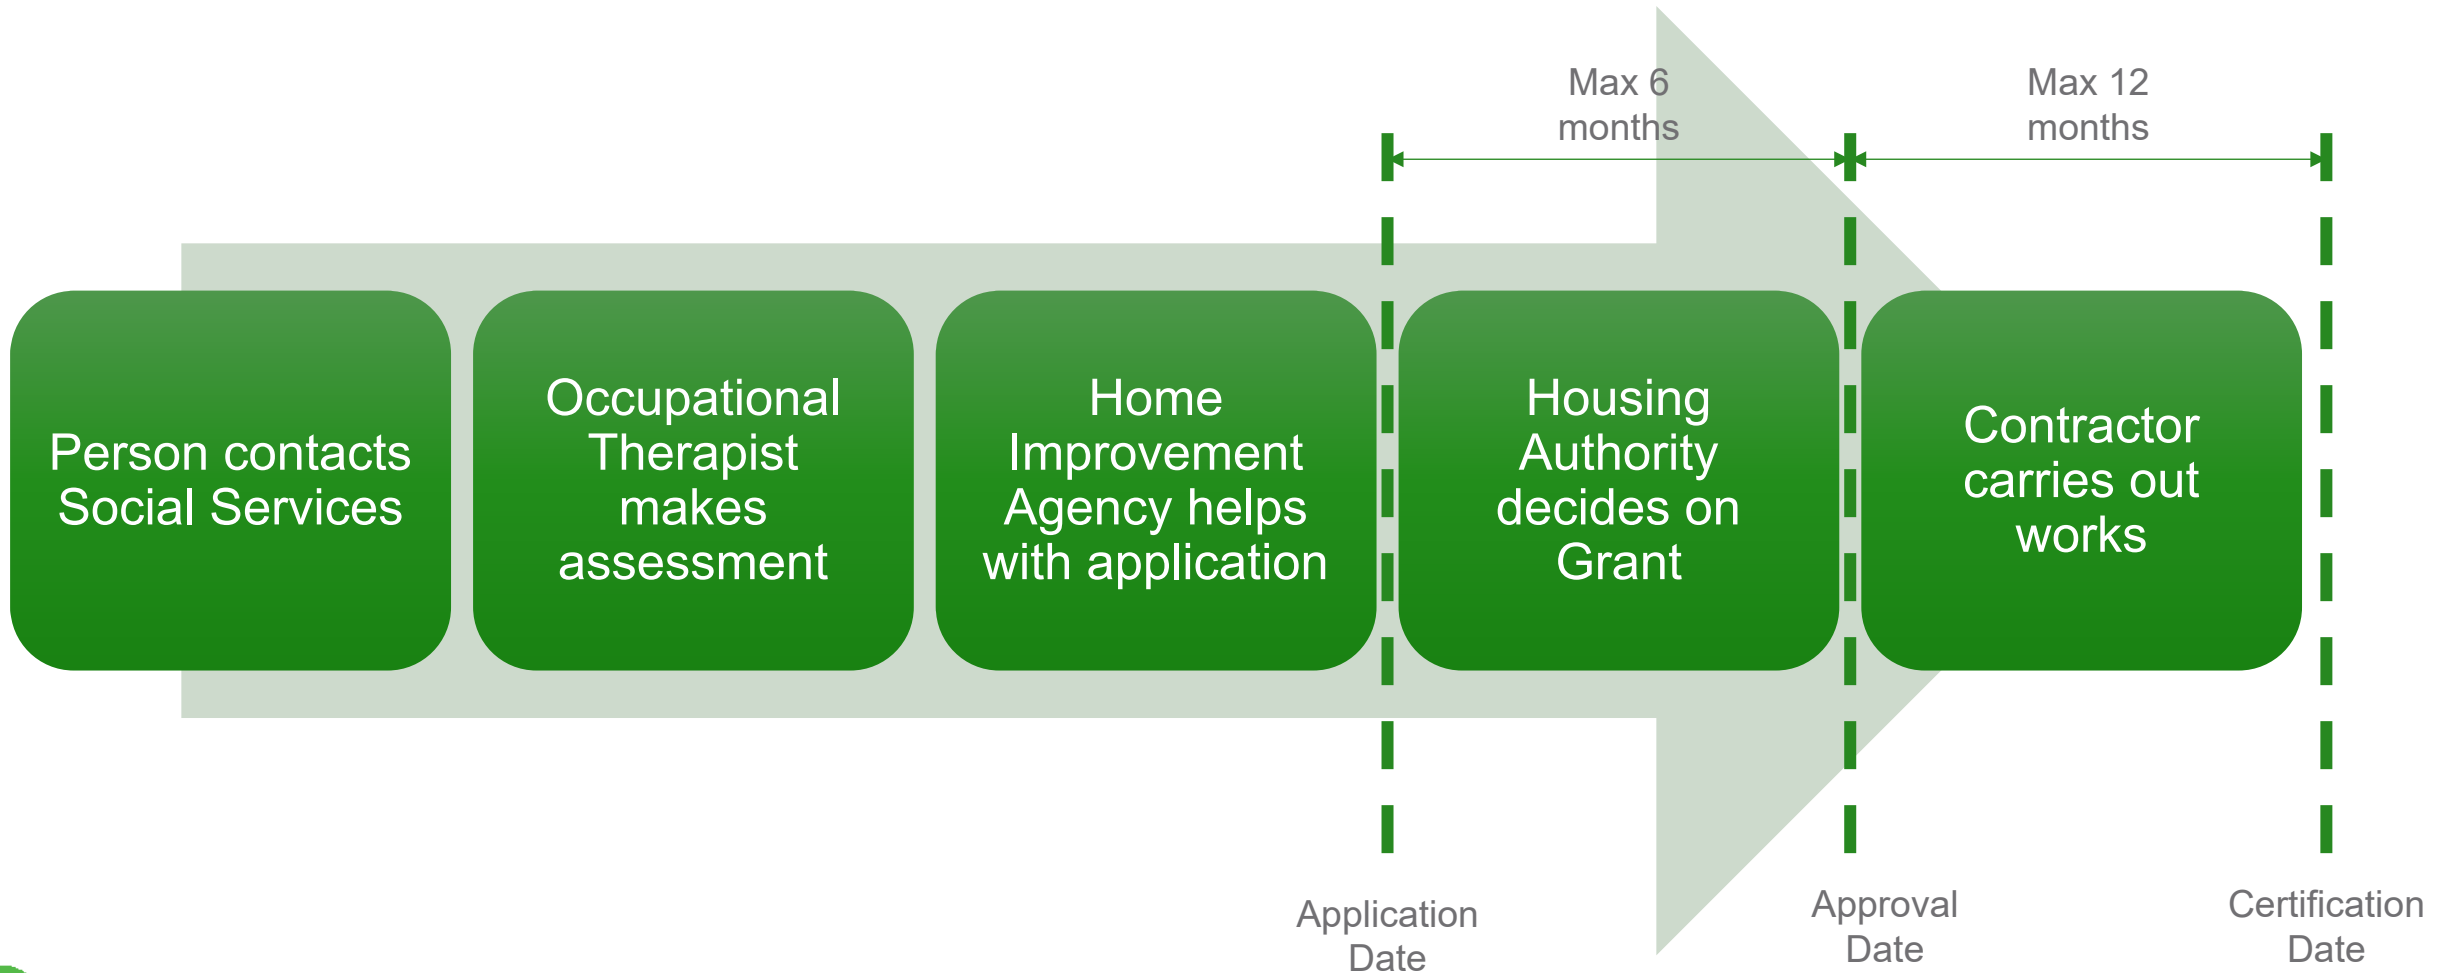 Max 6
months
Max 12
months
Person contacts
Social Services
Occupational
Therapist
makes
assessment
Home
Improvement
Agency helps
with application
Housing
Authority
decides on
Grant
Contractor
carries out
works
Application
Date
Approval
Date
Certification
Date